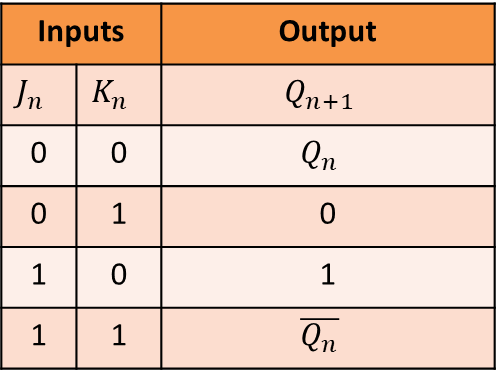 Inputs Output
Jₙ Kₙ Qₙ₊₁
0 0 Qₙ
0 1 0
1 0 1
1 1 Q̅ₙ